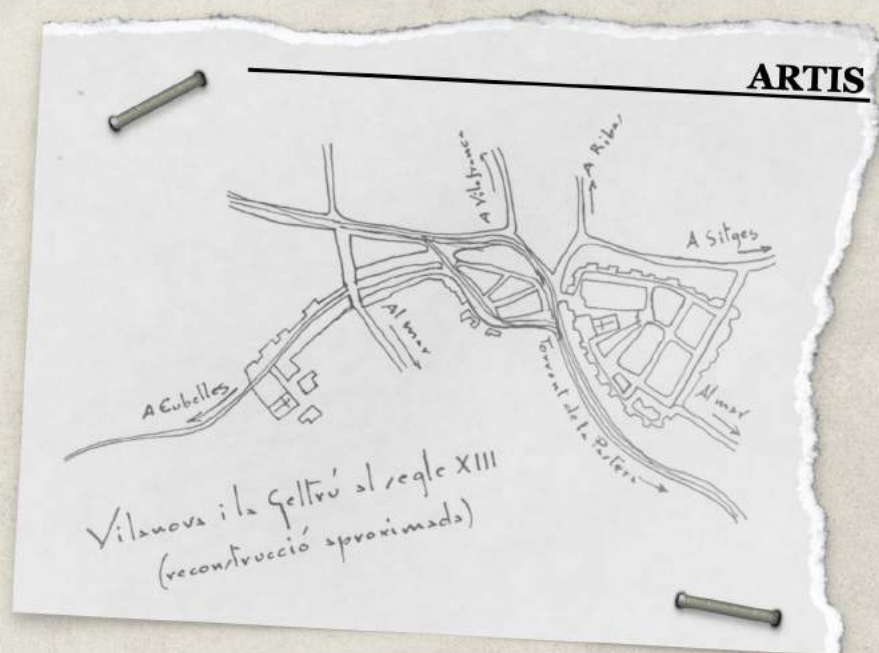 ARTIS
A Vilafranca
A Ribas
A Sitges
Al mar
A Cubelles
Al mar
Torrent de la Pastera
Vilanova i la Geltrú al segle XIII
(reconstrucció aproximada)